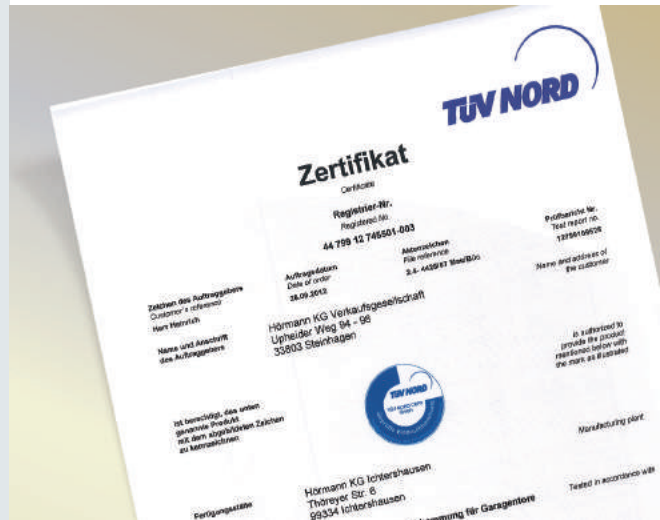 TÜV NORD
Zertifikat
Certificate
Registrier-Nr.
Registered No.
44 799 12 745501-003
Zeichen des Auftraggebers
Customer's reference
Herr Heinrich
Auftragsdatum
Date of order
28.09.2012
Aktenzeichen
File reference
Prüfbericht Nr.
Test report no.
Name und Anschrift
des Auftraggebers
Hörmann KG Verkaufsgesellschaft
Upheider Weg 94 - 98
33803 Steinhagen
Name and address of
the customer
ist berechtigt, das unten
genannte Produkt
mit dem abgebildeten Zeichen
zu kennzeichnen
TÜV NORD
TÜV NORD CERT
GmbH
is authorized to
provide the product
mentioned below with
the mark as illustrated
Fertigungsstätte
Hörmann KG Ichtershausen
Thöreyer Str. 6
99334 Ichtershausen
Manufacturing plant
Tested in accordance with
für Garagentore